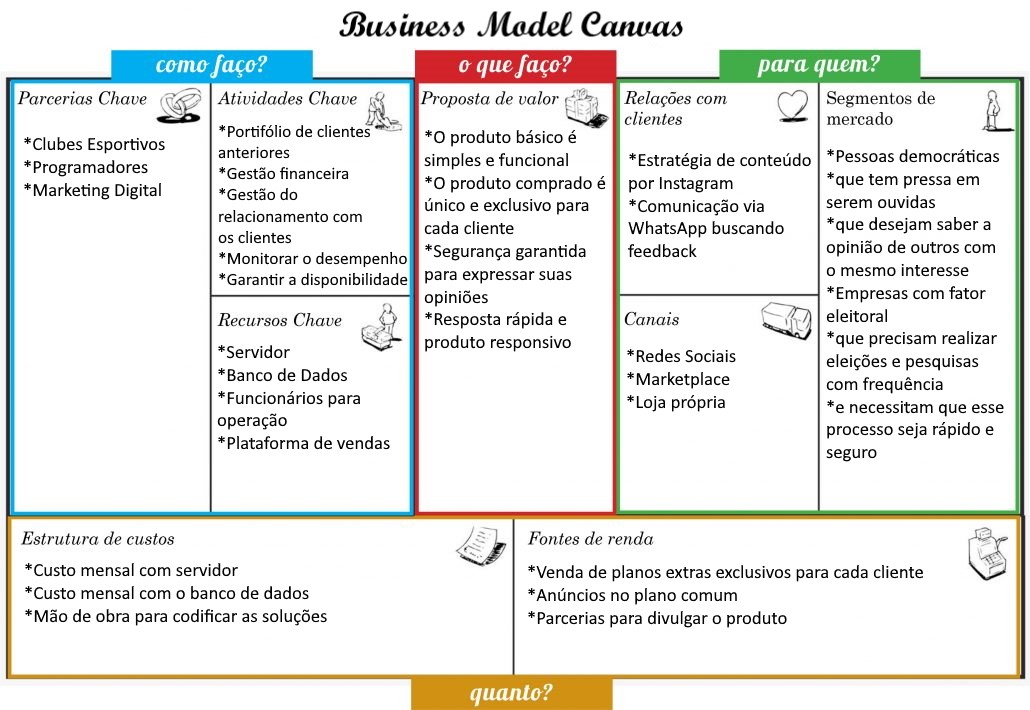 Business Model Canvas
como faço?
o que faço?
para quem?
Parcerias Chave
*Clubes Esportivos
*Programadores
*Marketing Digital
Atividades Chave
*Portifólio de clientes
anteriores
*Gestão financeira
*Gestão do
relacionamento com
os clientes
*Monitorar o desempenho
*Garantir a disponibilidade
Recursos Chave
*Servidor
*Banco de Dados
*Funcionários para
operação
*Plataforma de vendas
Proposta de valor
*O produto básico é
simples e funcional
*O produto comprado é
único e exclusivo para
cada cliente
*Segurança garantida
para expressar suas
opiniões
*Resposta rápida e
produto responsivo
Relações com
clientes
*Estratégia de conteúdo
por Instagram
*Comunicação via
WhatsApp buscando
feedback
Canais
*Redes Sociais
*Marketplace
*Loja própria
Segmentos de
mercado
*Pessoas democráticas
*que tem pressa em
serem ouvidas
*que desejam saber a
opinião de outros com
o mesmo interesse
*Empresas com fator
eleitoral
*que precisam realizar
eleições e pesquisas
com frequência
*e necessitam que esse
processo seja rápido e
seguro
Estrutura de custos
*Custo mensal com servidor
*Custo mensal com o banco de dados
*Mão de obra para codificar as soluções
Fontes de renda
*Venda de planos extras exclusivos para cada cliente
*Anúncios no plano comum
*Parcerias para divulgar o produto
quanto?